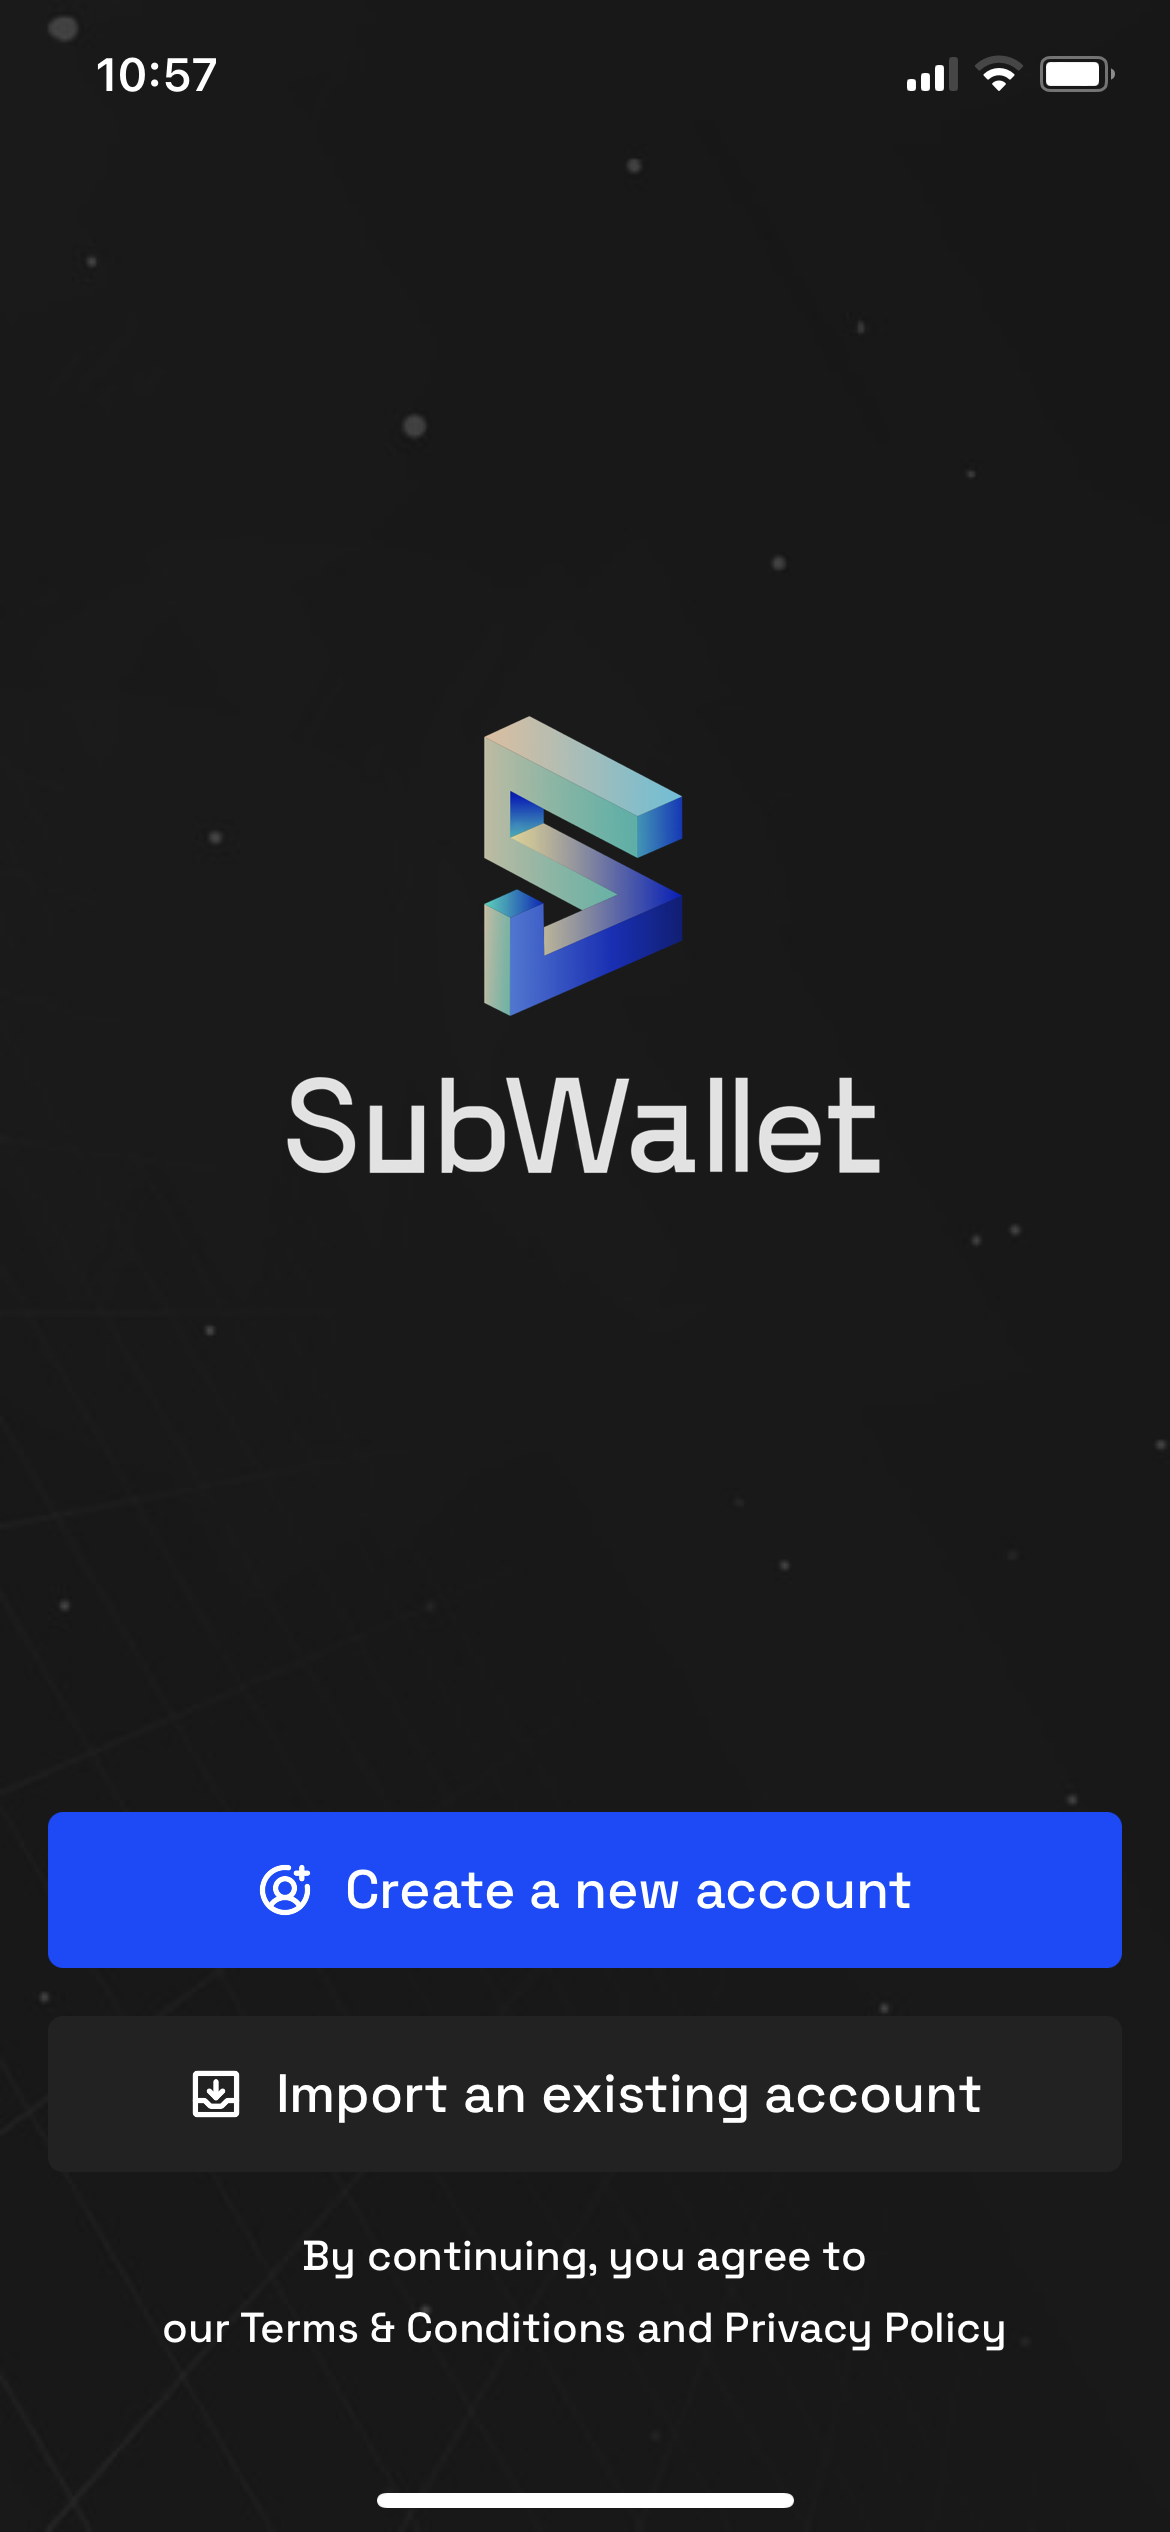 10:57
SubWallet
Create a new account
Import an existing account
By continuing, you agree to
our Terms & Conditions and Privacy Policy